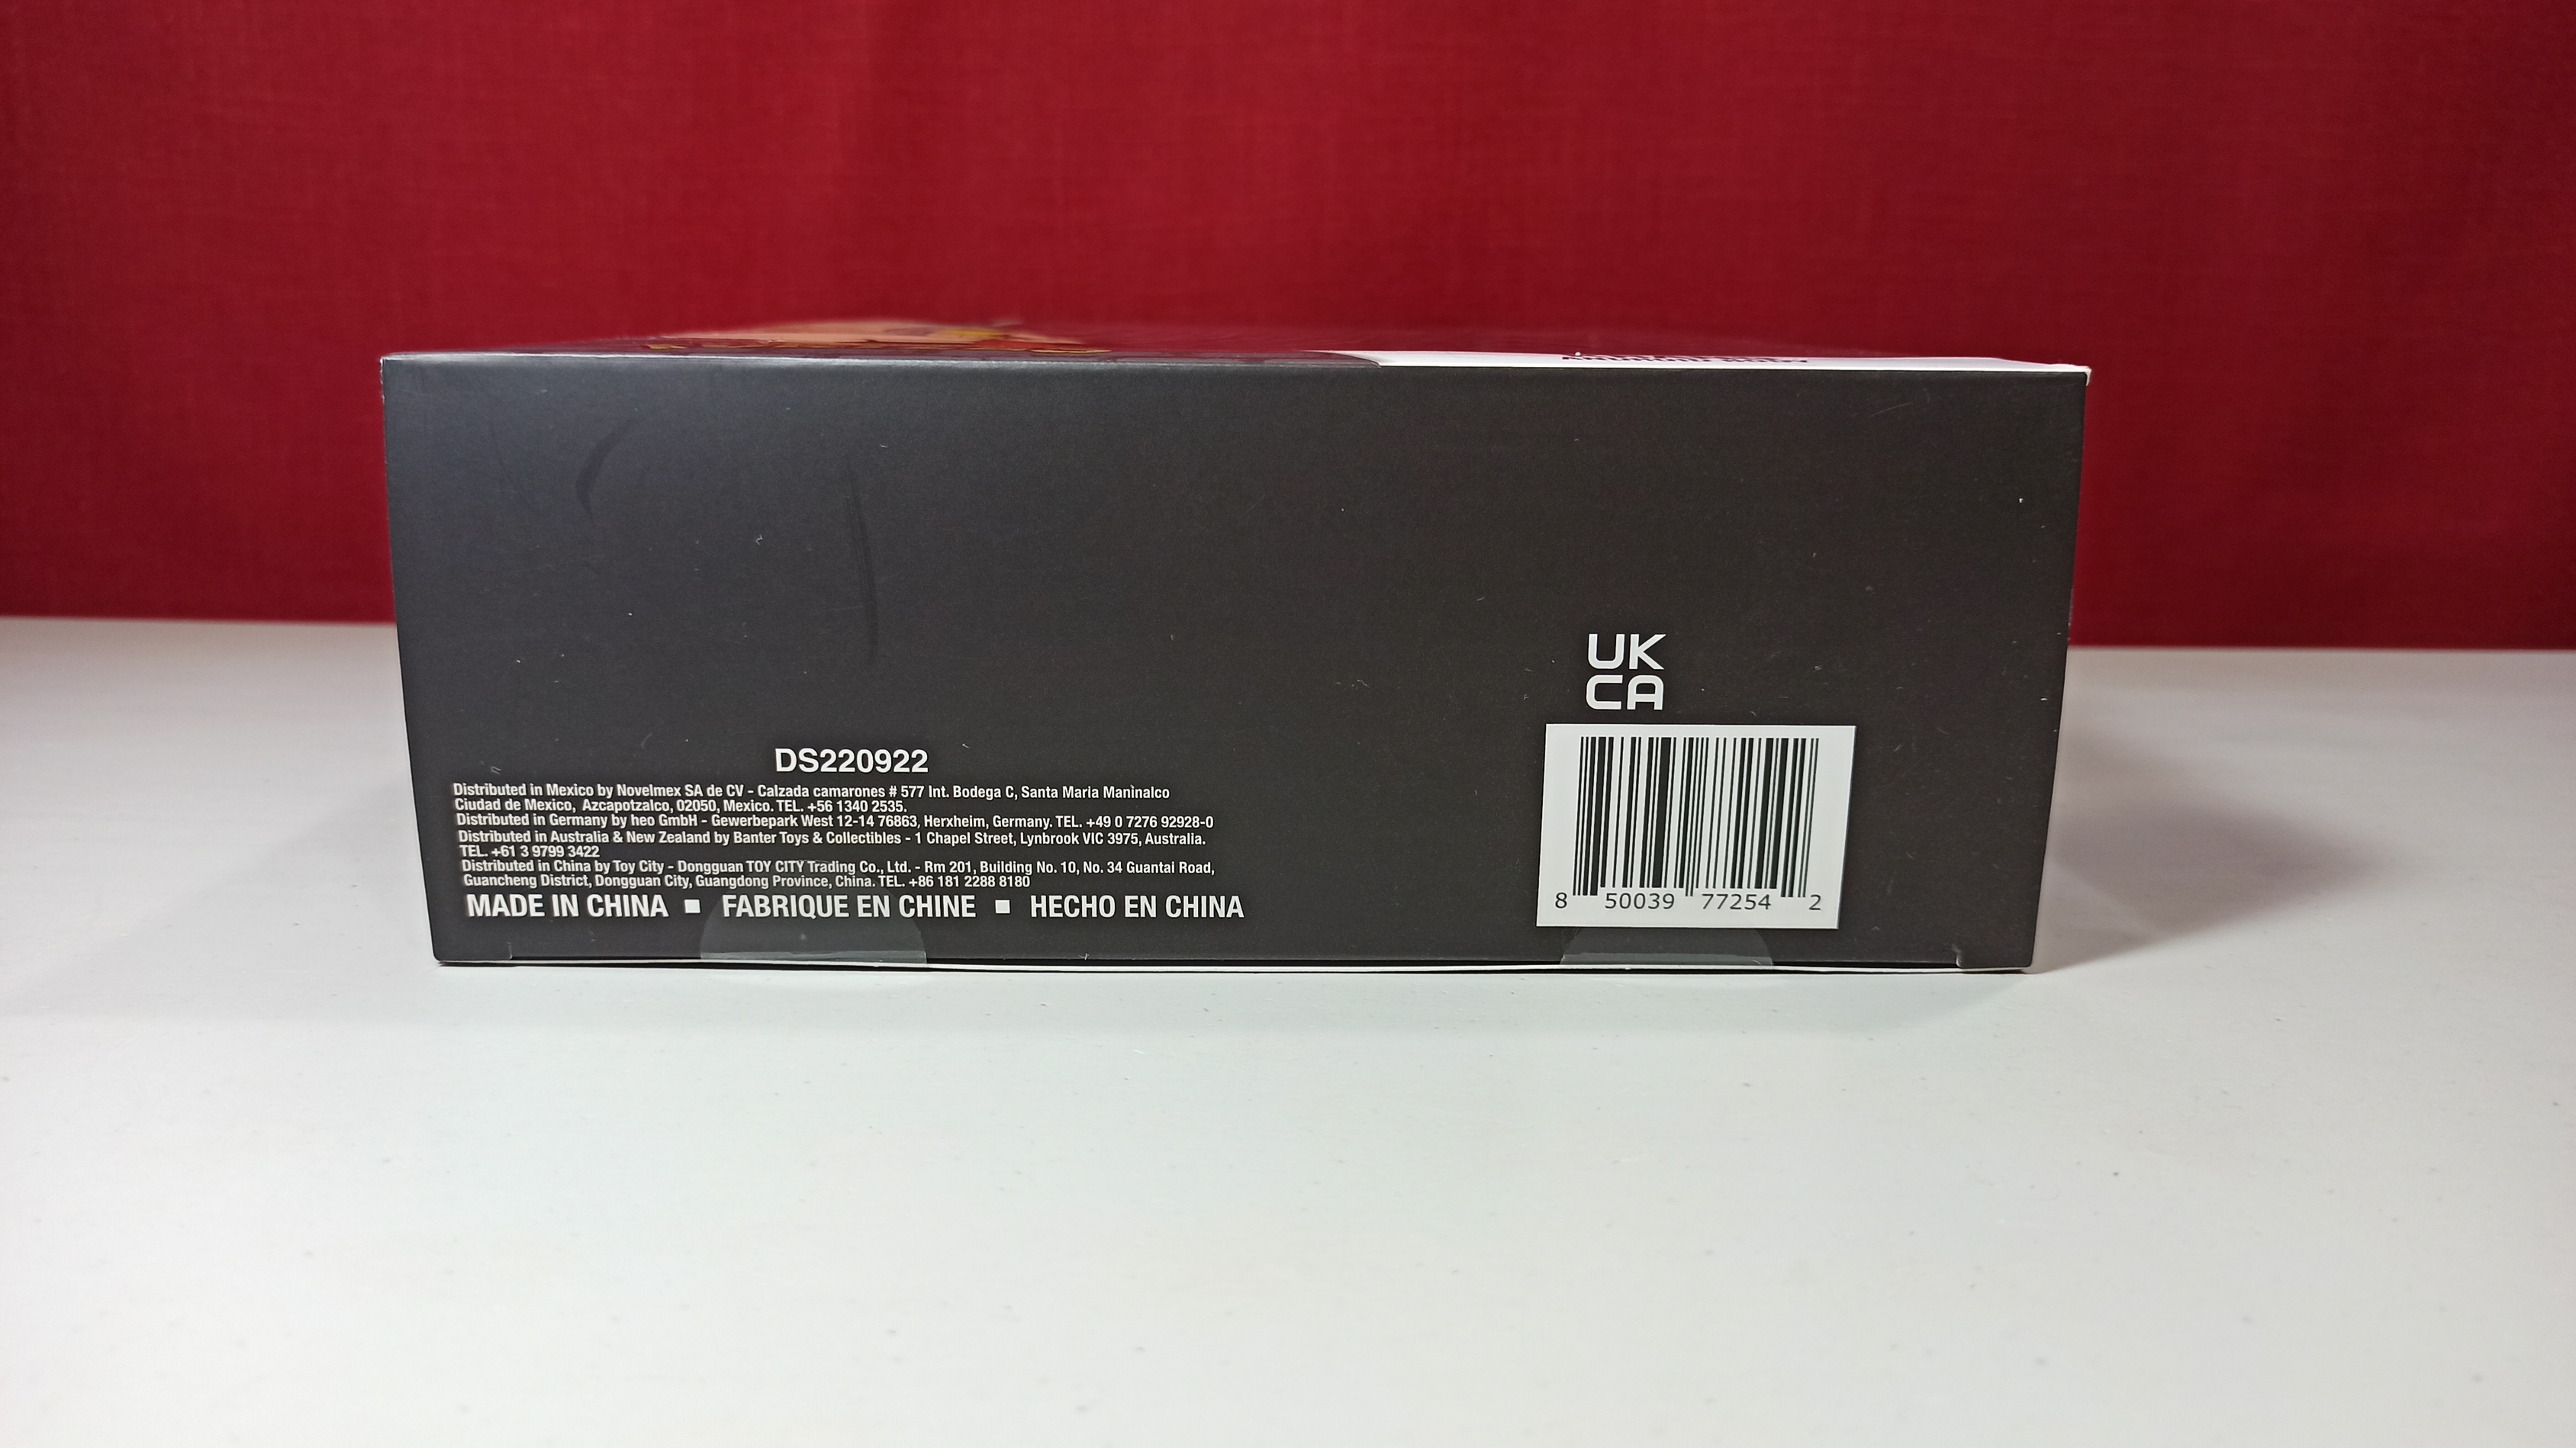 UK
CA
DS220922
Distributed in Mexico by Novelmex SA de CV - Calzada camarones # 577 Int. Bodega C, Santa Maria Maninalco
Ciudad de Mexico, Azcapotzalco, 02050, Mexico. TEL. +56 1340 2535.
Distributed in Germany by heo GmbH - Gewerbepark West 12-14 76863, Herxheim, Germany. TEL. +49 0 7276 92928-0
Distributed in Australia & New Zealand by Banter Toys & Collectibles - 1 Chapel Street, Lynbrook VIC 3975, Australia.
TEL. +61 3 9799 3422
Distributed in China by Toy City - Dongguan TOY CITY Trading Co., Ltd. - Rm 201, Building No. 10, No. 34 Guantai Road,
Guancheng District, Dongguan City, Guangdong Province, China. TEL. +86 181 2288 8180
MADE IN CHINA ■ FABRIQUE EN CHINE ■ HECHO EN CHINA
8 50039 77254 2